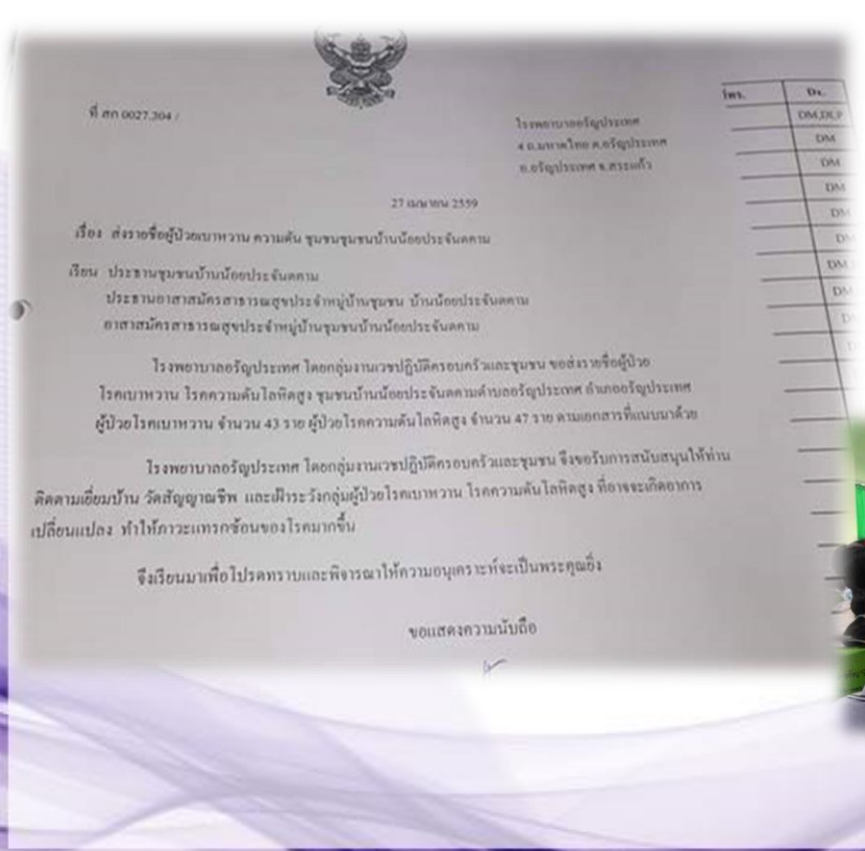 ที่ สก 0027.304 /
โรงพยาบาลอรัญประเทศ
4 ถ.มหาดไทย ต.อรัญประเทศ
อ.อรัญประเทศ จ.สระแก้ว
27 เมษายน 2559
เรื่อง ส่งรายชื่อผู้ป่วยเบาหวาน ความดัน ชุมชนชุมชนบ้านน้อยประจันตคาม
เรียน ประธานชุมชนบ้านน้อยประจันตคาม
ประธานอาสาสมัครสาธารณสุขประจำหมู่บ้านชุมชน บ้านน้อยประจันตคาม
อาสาสมัครสาธารณสุขประจำหมู่บ้านชุมชนบ้านน้อยประจันตคาม
โรงพยาบาลอรัญประเทศ โดยกลุ่มงานเวชปฏิบัติครอบครัวและชุมชน ขอส่งรายชื่อผู้ป่วย
โรคเบาหวาน โรคความดันโลหิตสูง ชุมชนบ้านน้อยประจันตคามตำบลอรัญประเทศ อำเภออรัญประเทศ
ผู้ป่วยโรคเบาหวาน จำนวน 43 ราย ผู้ป่วยโรคความดันโลหิตสูง จำนวน 47 ราย ตามเอกสารที่แนบมาด้วย
โรงพยาบาลอรัญประเทศ โดยกลุ่มงานเวชปฏิบัติครอบครัวและชุมชน จึงขอรับการสนับสนุนให้ท่าน
ติดตามเยี่ยมบ้าน วัดสัญญาณชีพ และเฝ้าระวังกลุ่มผู้ป่วยโรคเบาหวาน โรคความดันโลหิตสูง ที่อาจจะเกิดอาการ
เปลี่ยนแปลง ทำให้ภาวะแทรกซ้อนของโรคมากขึ้น
จึงเรียนมาเพื่อโปรดทราบและพิจารณาให้ความอนุเคราะห์จะเป็นพระคุณยิ่ง
ขอแสดงความนับถือ
โทร. Dx.
DM
DM
DM
DM